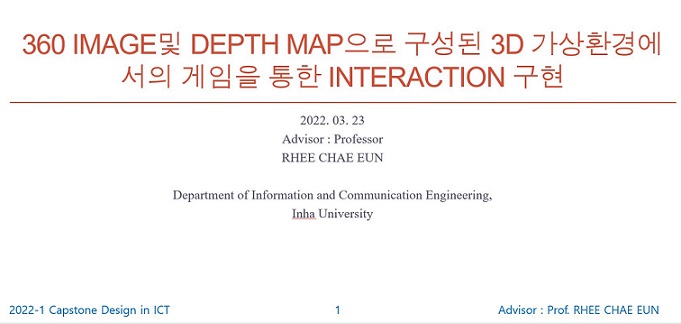 360 IMAGE및 DEPTH MAP으로 구성된 3D 가상환경에
서의 게임을 통한 INTERACTION 구현
2022. 03. 23
Advisor : Professor
RHEE CHAE EUN
Department of Information and Communication Engineering,
Inha University
2022-1 Capstone Design in ICT
1
Advisor : Prof. RHEE CHAE EUN